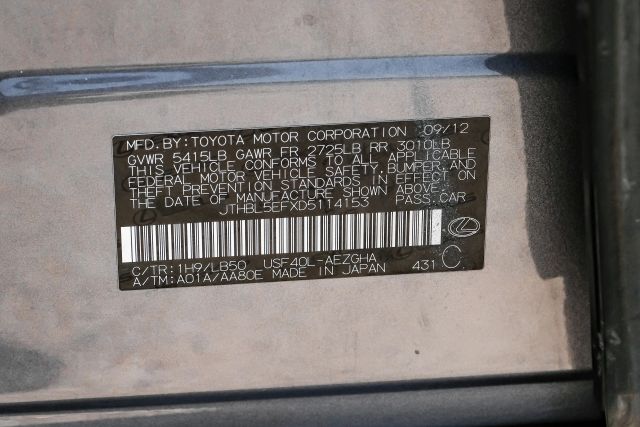 MFD.BY:TOYOTA MOTOR CORPORATION 09/12
GVWR 5415LB GAWR FR 2725LB RR 3010LB
THIS VEHICLE CONFORMS TO ALL APPLICABLE
FEDERAL MOTOR VEHICLE SAFETY,BUMPER,AND
THEFT PREVENTION STANDARDS IN EFFECT ON
THE DATE OF MANUFACTURE SHOWN ABOVE.
JTHBL5EFXD5114153 PASS.CAR
C/TR:1H9/LB50 USF40L-AEZGHA
A/TM:A01A/AA80E MADE IN JAPAN 431 C